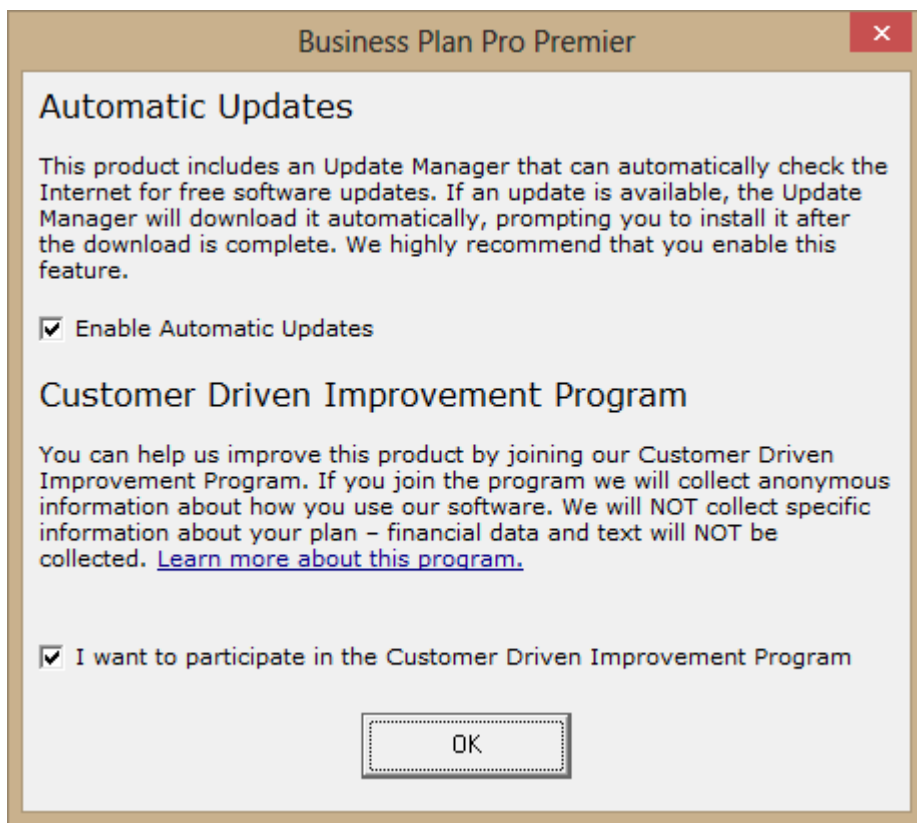 Business Plan Pro Premier
Automatic Updates
This product includes an Update Manager that can automatically check the
Internet for free software updates. If an update is available, the Update
Manager will download it automatically, prompting you to install it after
the download is complete. We highly recommend that you enable this
feature.
Enable Automatic Updates
Customer Driven Improvement Program
You can help us improve this product by joining our Customer Driven
Improvement Program. If you join the program we will collect anonymous
information about how you use our software. We will NOT collect specific
information about your plan – financial data and text will NOT be
collected. Learn more about this program.
I want to participate in the Customer Driven Improvement Program
OK